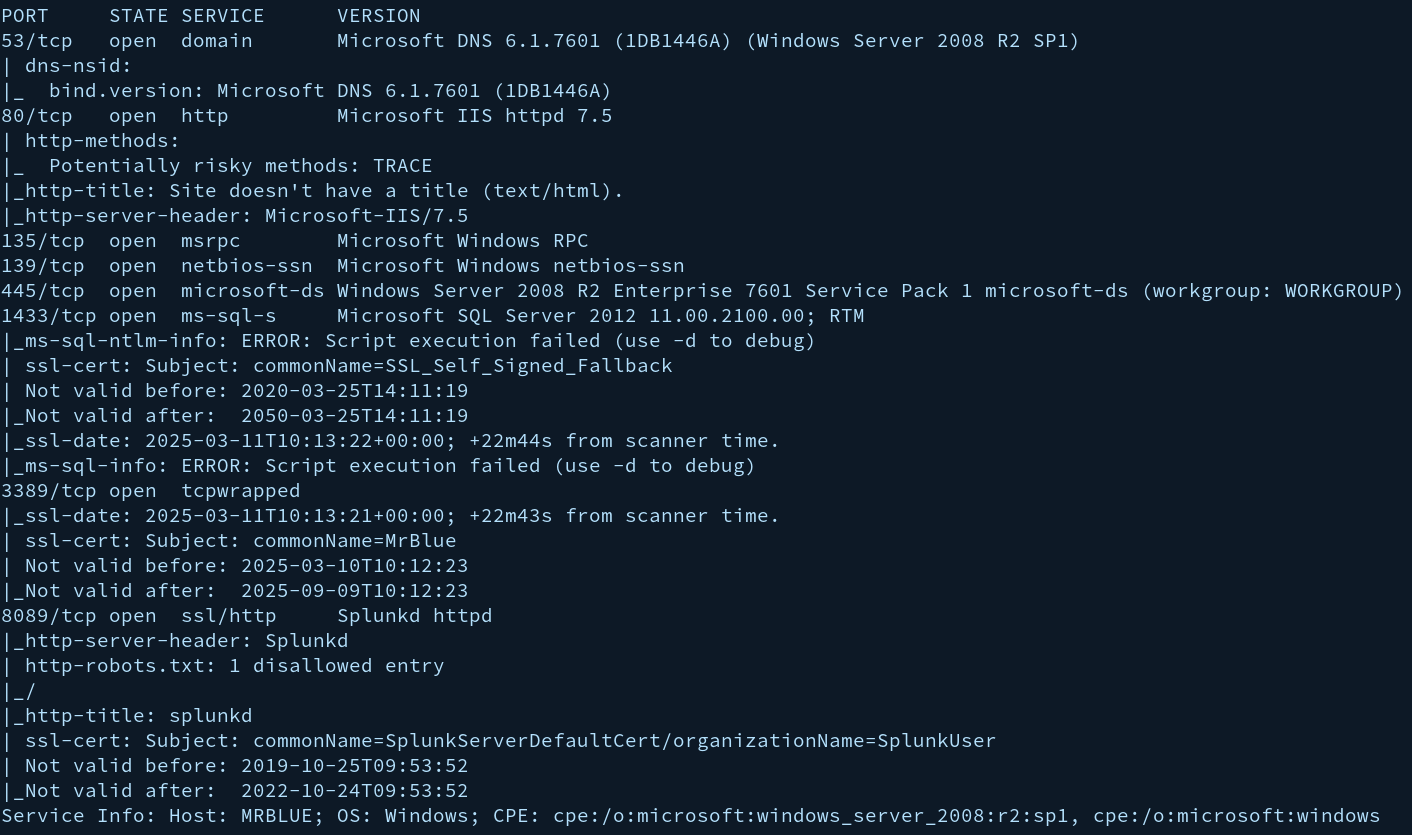 PORT     STATE SERVICE      VERSION
53/tcp   open  domain       Microsoft DNS 6.1.7601 (1DB1446A) (Windows Server 2008 R2 SP1)
| dns-nsid:
|_  bind.version: Microsoft DNS 6.1.7601 (1DB1446A)
80/tcp   open  http         Microsoft IIS httpd 7.5
| http-methods:
|_  Potentially risky methods: TRACE
|_http-title: Site doesn't have a title (text/html).
|_http-server-header: Microsoft-IIS/7.5
135/tcp  open  msrpc        Microsoft Windows RPC
139/tcp  open  netbios-ssn  Microsoft Windows netbios-ssn
445/tcp  open  microsoft-ds Windows Server 2008 R2 Enterprise 7601 Service Pack 1 microsoft-ds (workgroup: WORKGROUP)
1433/tcp open  ms-sql-s     Microsoft SQL Server 2012 11.00.2100.00; RTM
|_ms-sql-ntlm-info: ERROR: Script execution failed (use -d to debug)
| ssl-cert: Subject: commonName=SSL_Self_Signed_Fallback
| Not valid before: 2020-03-25T14:11:19
|_Not valid after:  2050-03-25T14:11:19
|_ssl-date: 2025-03-11T10:13:22+00:00; +22m44s from scanner time.
|_ms-sql-info: ERROR: Script execution failed (use -d to debug)
3389/tcp open  tcpwrapped
|_ssl-date: 2025-03-11T10:13:21+00:00; +22m43s from scanner time.
| ssl-cert: Subject: commonName=MrBlue
| Not valid before: 2025-03-10T10:12:23
|_Not valid after:  2025-09-09T10:12:23
8089/tcp open  ssl/http     Splunkd httpd
|_http-server-header: Splunkd
| http-robots.txt: 1 disallowed entry
|_/
|_http-title: splunkd
| ssl-cert: Subject: commonName=SplunkServerDefaultCert/organizationName=SplunkUser
| Not valid before: 2019-10-25T09:53:52
|_Not valid after:  2022-10-24T09:53:52
Service Info: Host: MRBLUE; OS: Windows; CPE: cpe:/o:microsoft:windows_server_2008:r2:sp1, cpe:/o:microsoft:windows